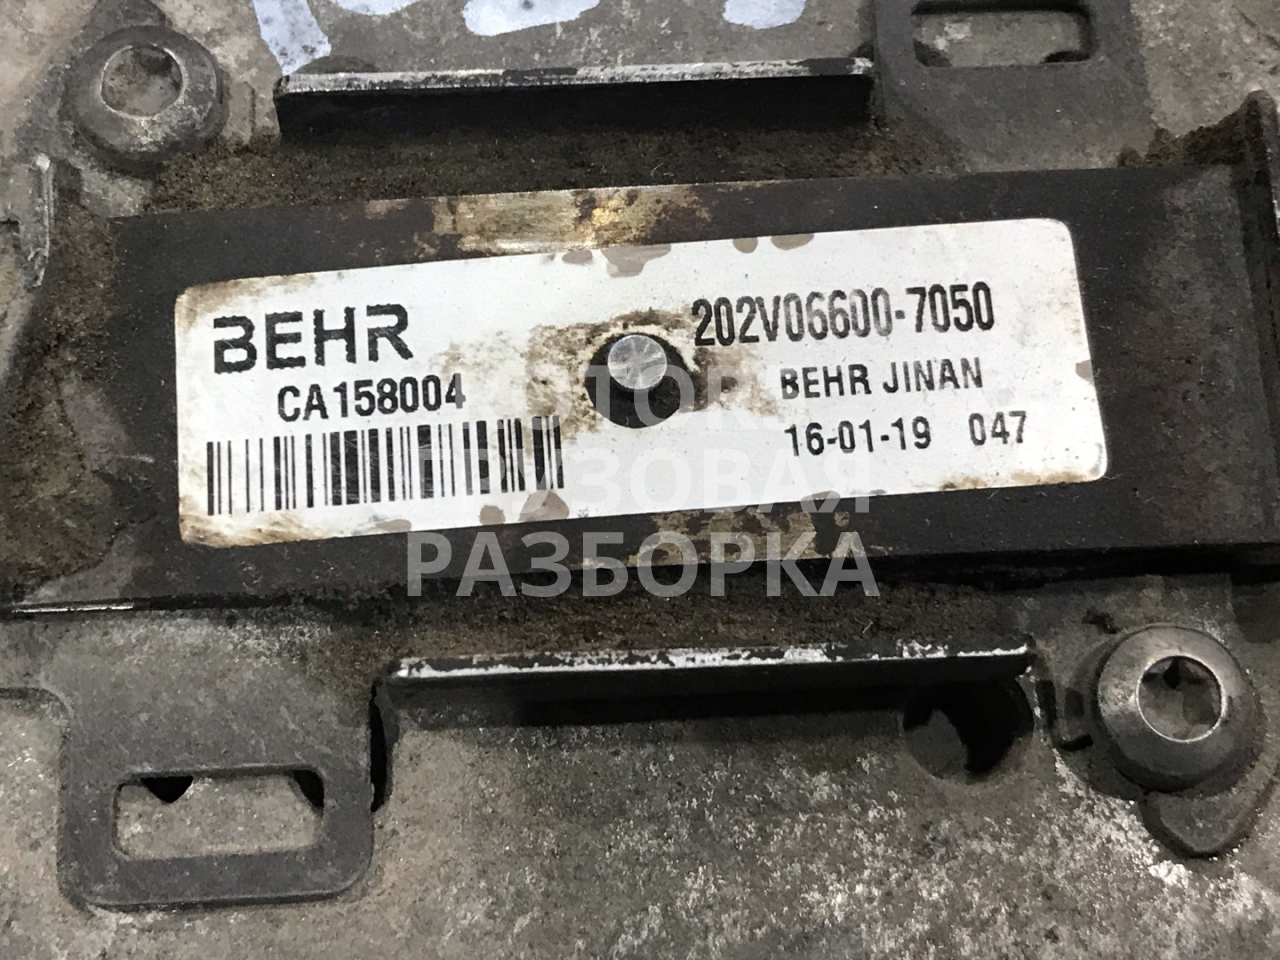 BEHR
CA158004
202V06600-7050
BEHR JINAN
16-01-19 047
ГРУЗОВАЯ
РАЗБОРКА